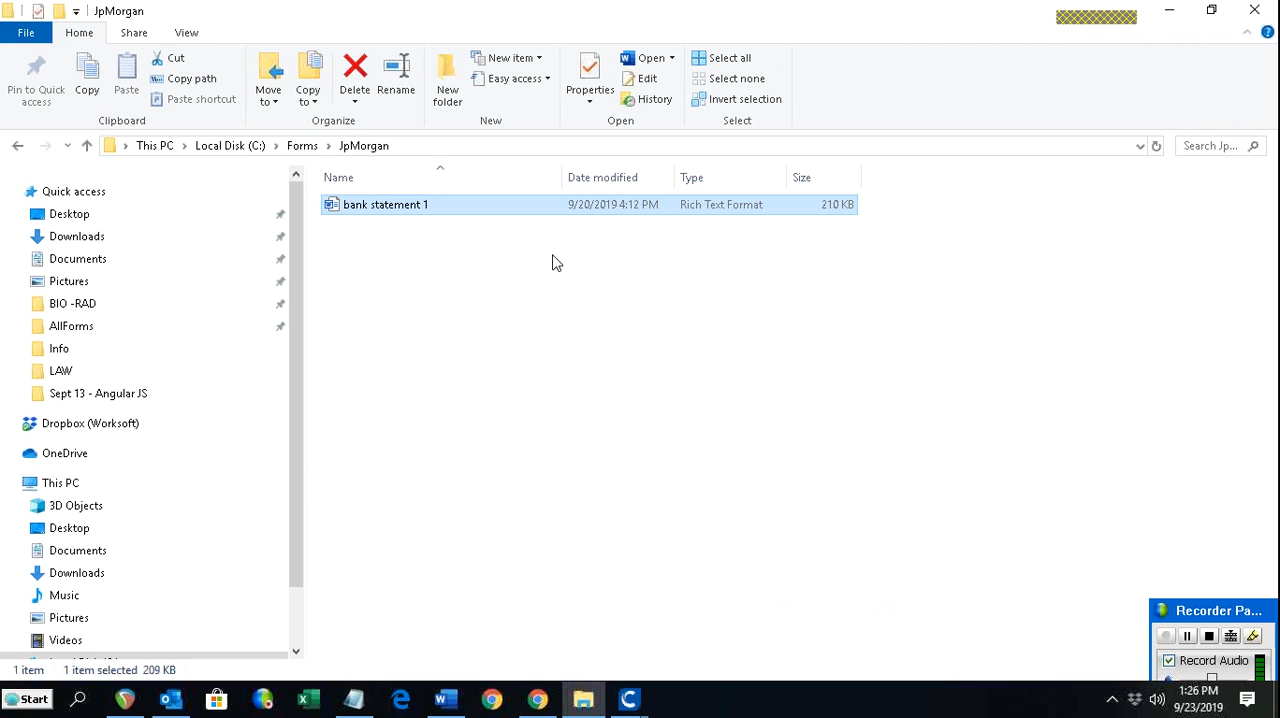 JpMorgan
File
Home
Share
View
Pin to Quick access
Copy
Paste
Cut
Copy path
Paste shortcut
Clipboard
Move to
Copy to
Delete
Rename
Organize
New folder
New item
Easy access
New
Properties
Open
Edit
History
Open
Select all
Select none
Invert selection
Select
This PC
Local Disk (C:)
Forms
JpMorgan
Search Jp...
Name
Date modified
Type
Size
bank statement 1
9/20/2019 4:12 PM
Rich Text Format
210 KB
Quick access
Desktop
Downloads
Documents
Pictures
BIO -RAD
AllForms
Info
LAW
Sept 13 - Angular JS
Dropbox (Worksoft)
OneDrive
This PC
3D Objects
Desktop
Documents
Downloads
Music
Pictures
Videos
1 item
1 item selected 209 KB
Recorder Pa...
Record Audio
Start
1:26 PM
9/23/2019